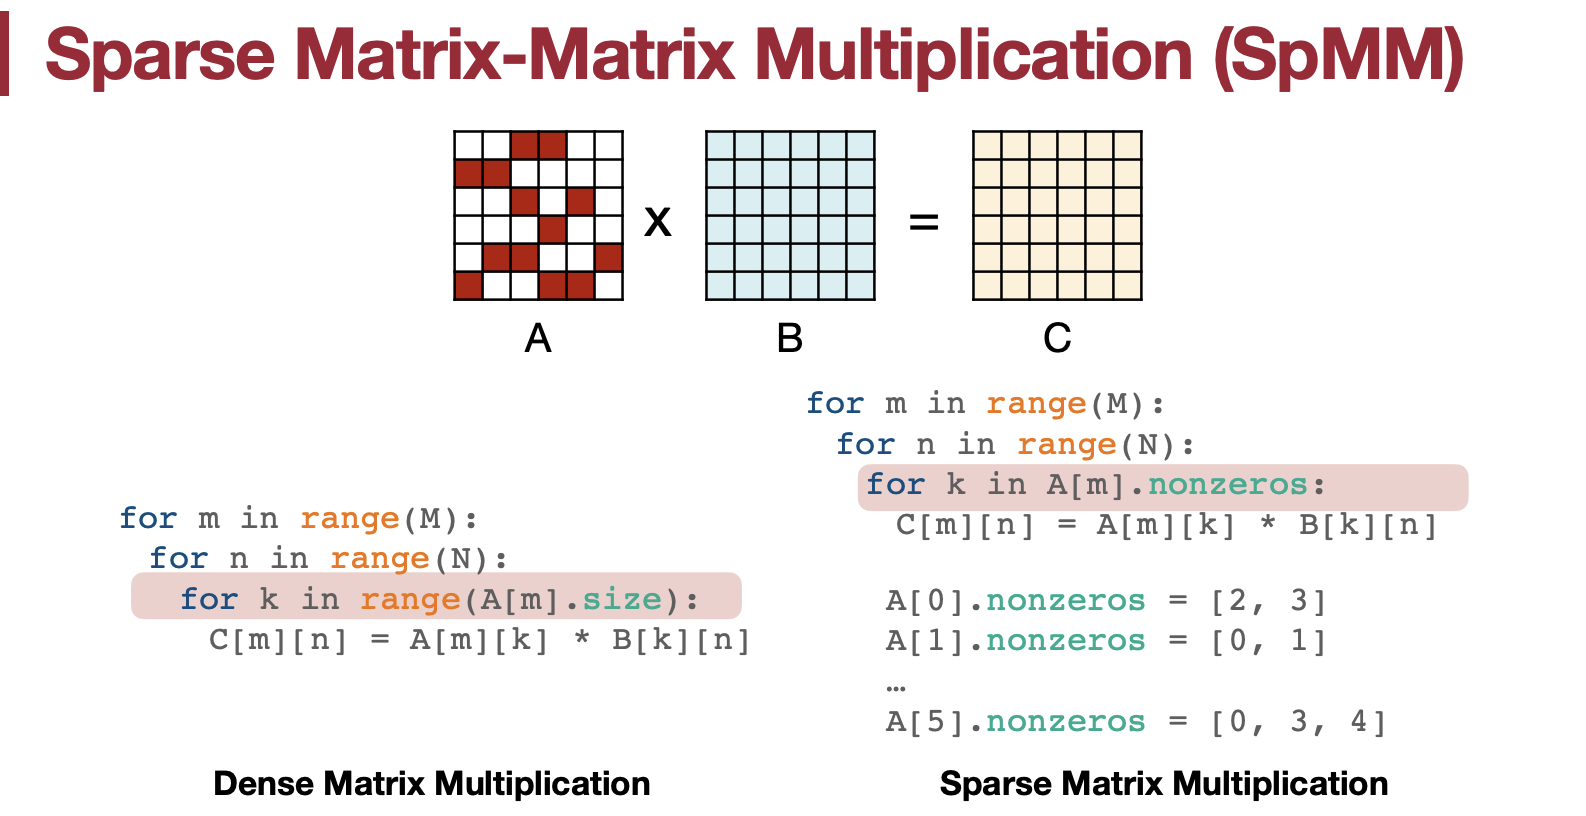 Sparse Matrix-Matrix Multiplication (SpMM)
x
=
A
B
C
for m in range(M):
for n in range(N):
for k in range(A[m].size):
C[m][n] = A[m][k] * B[k][n]
Dense Matrix Multiplication
for m in range(M):
for n in range(N):
for k in A[m].nonzeros:
C[m][n] = A[m][k] * B[k][n]
A[0].nonzeros = [2, 3]
A[1].nonzeros = [0, 1]
…
A[5].nonzeros = [0, 3, 4]
Sparse Matrix Multiplication